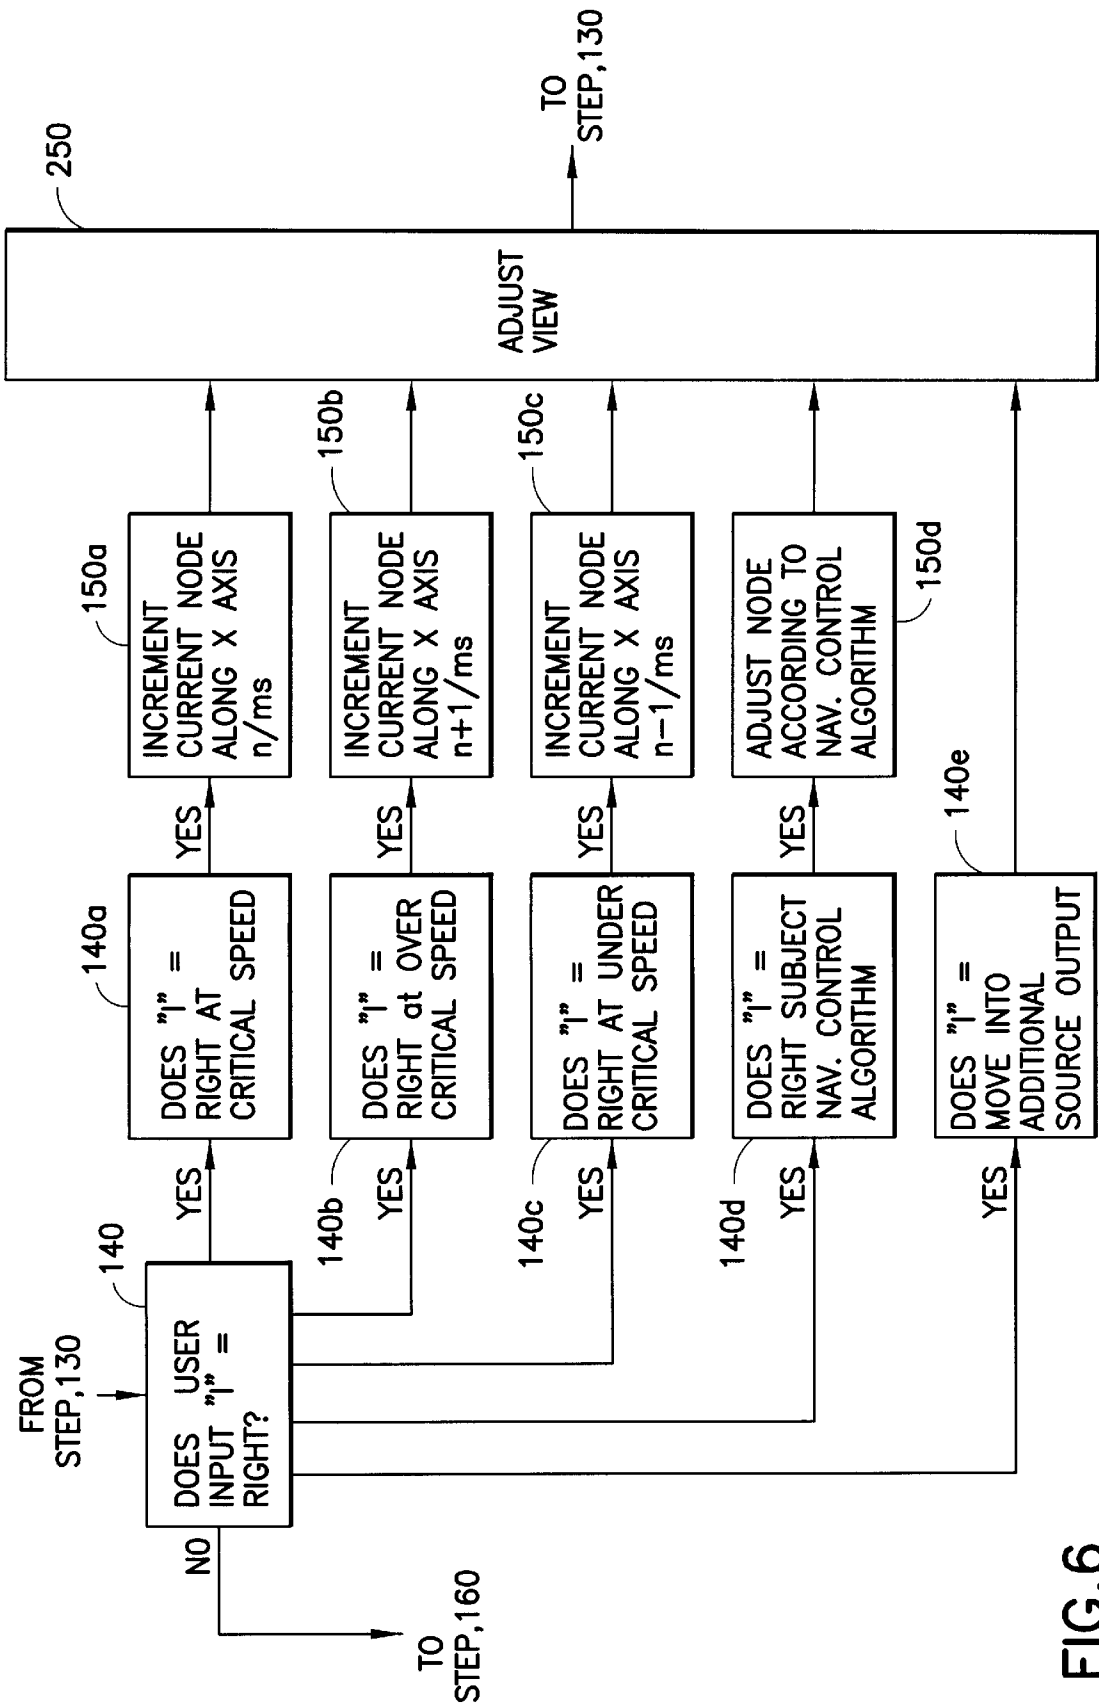 FROM
STEP,130
140
DOES USER
INPUT "I" =
RIGHT?
NO
TO
STEP,160
YES
140a
DOES "I" =
RIGHT AT
CRITICAL SPEED
YES
150a
INCREMENT
CURRENT NODE
ALONG X AXIS
n/ms
140b
YES
DOES "I" =
RIGHT at OVER
CRITICAL SPEED
YES
150b
INCREMENT
CURRENT NODE
ALONG X AXIS
n+1/ms
140c
YES
DOES "I" =
RIGHT AT UNDER
CRITICAL SPEED
YES
150c
INCREMENT
CURRENT NODE
ALONG X AXIS
n-1/ms
140d
YES
DOES "I" =
RIGHT SUBJECT
NAV. CONTROL
ALGORITHM
YES
150d
ADJUST NODE
ACCORDING TO
NAV. CONTROL
ALGORITHM
YES
140e
DOES "I" =
MOVE INTO
ADDITIONAL
SOURCE OUTPUT
250
ADJUST
VIEW
TO
STEP,130
FIG.6